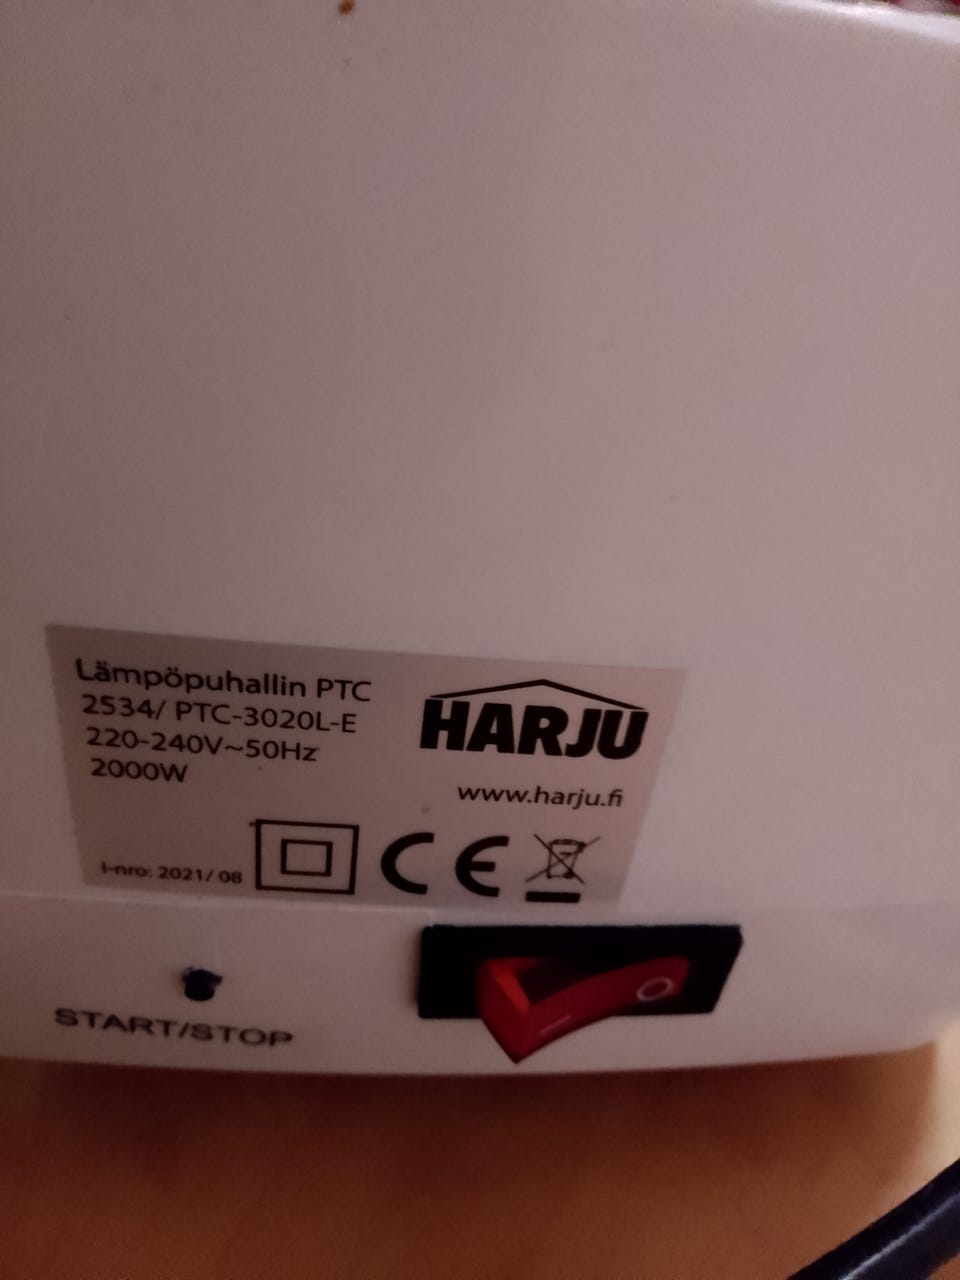 Lämpöpuhallin PTC
2534/ PTC-3020L-E
220-240V~50Hz
2000W
HARJU
www.harju.fi
I-nro: 2021/ 08
CE
START/STOP